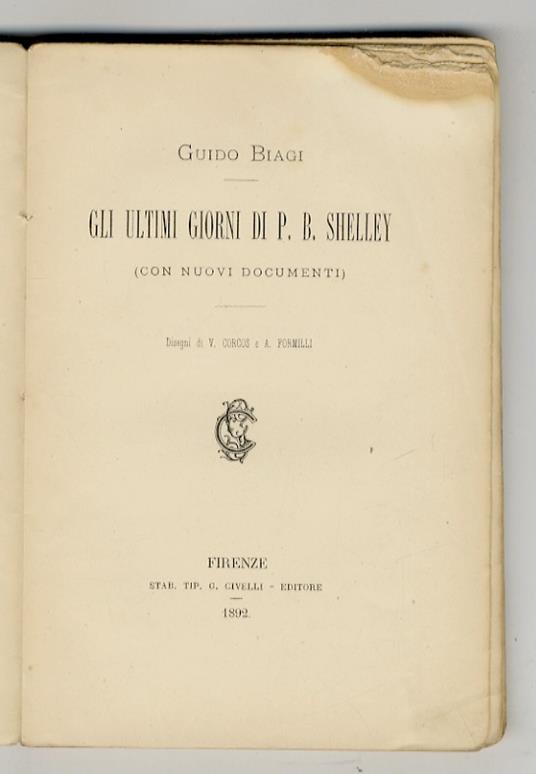 GUIDO BIAGI
GLI ULTIMI GIORNI DI P. B. SHELLEY
(CON NUOVI DOCUMENTI)
Disegni di V. CORCOS e A. FORMILLI
FIRENZE
STAB. TIP. G. CIVELLI - EDITORE
1892.